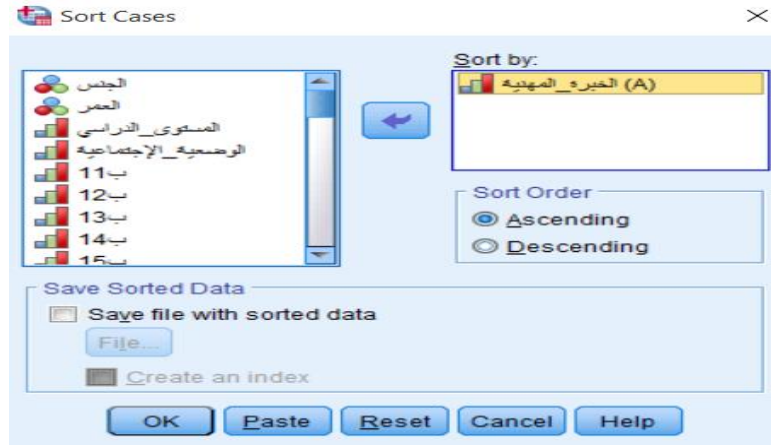 Sort Cases
الجنس
العمر
المستوى_الدراسي
الوضعية_الإجتماعية
ب11
ب12
ب13
ب14
ب15
Sort by:
الخبرة_المهنية (A)
Sort Order
Ascending
Descending
Save Sorted Data
Save file with sorted data
File...
Create an index
OK Paste Reset Cancel Help